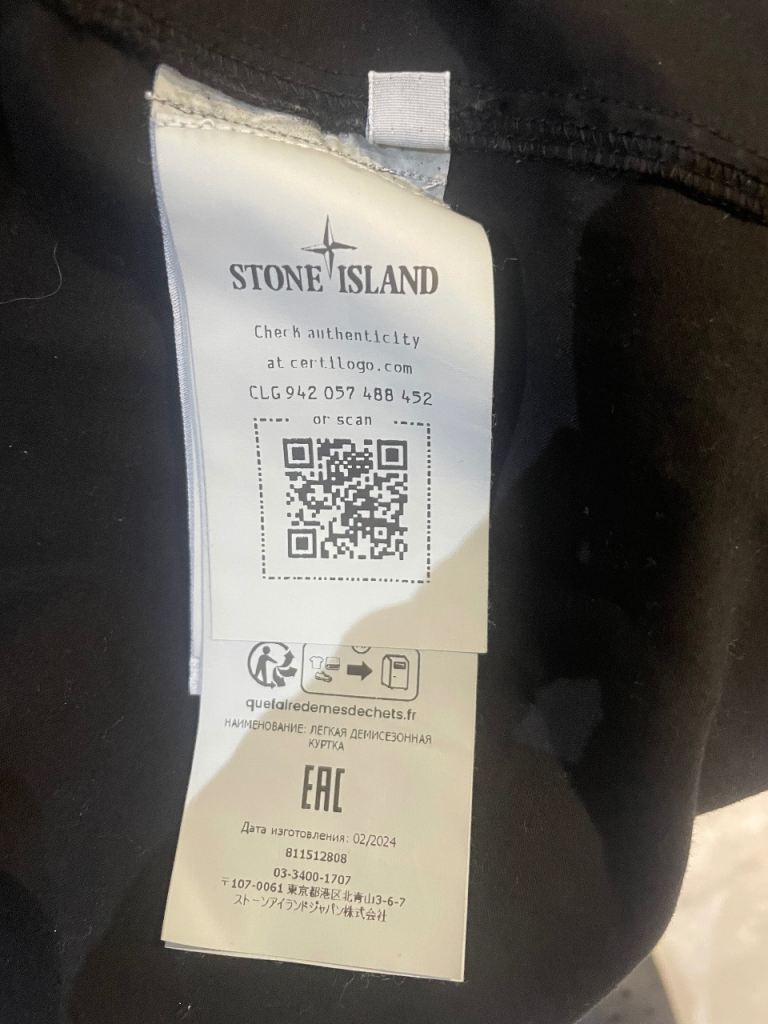 STONE ISLAND
Check authenticity
at certilogo.com
CLG 942 057 488 452
or scan
quefairedemesdechets.fr
НАИМЕНОВАНИЕ: ЛЁГКАЯ ДЕМИСЕЗОННАЯ
КУРТКА
EAC
Дата изготовления: 02/2024
811512808
03-3400-1707
〒107-0061 東京都港区北青山3-6-7
ストーンアイランドジャパン株式会社